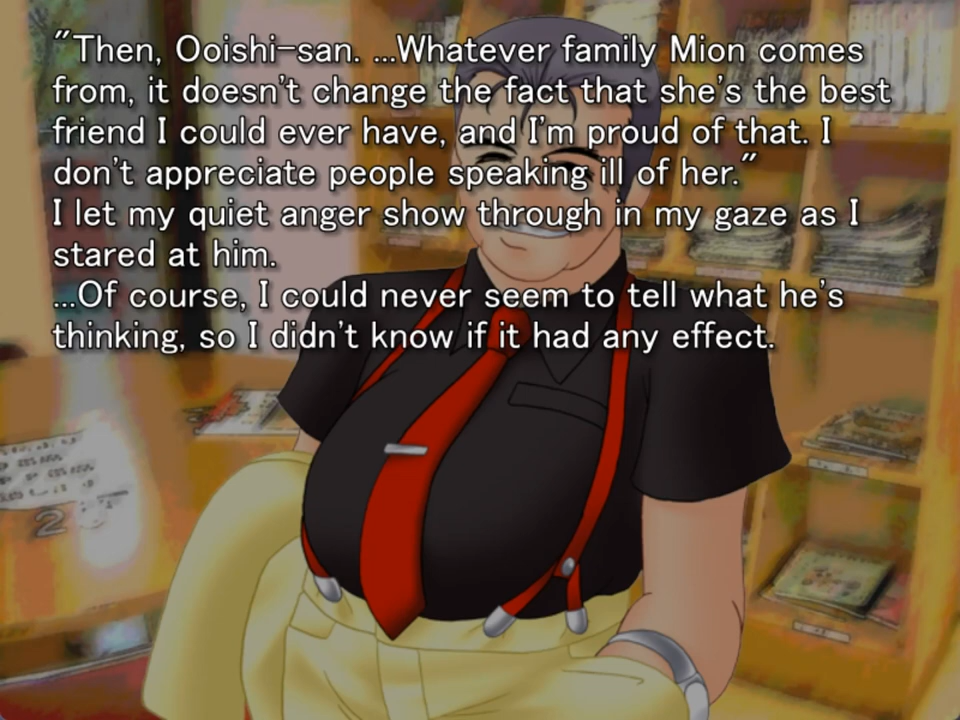 "Then, Ooishi-san. ...Whatever family Mion comes
from, it doesn't change the fact that she's the best
friend I could ever have, and I'm proud of that. I
don't appreciate people speaking ill of her."
I let my quiet anger show through in my gaze as I
stared at him.
...Of course, I could never seem to tell what he's
thinking, so I didn't know if it had any effect.
2